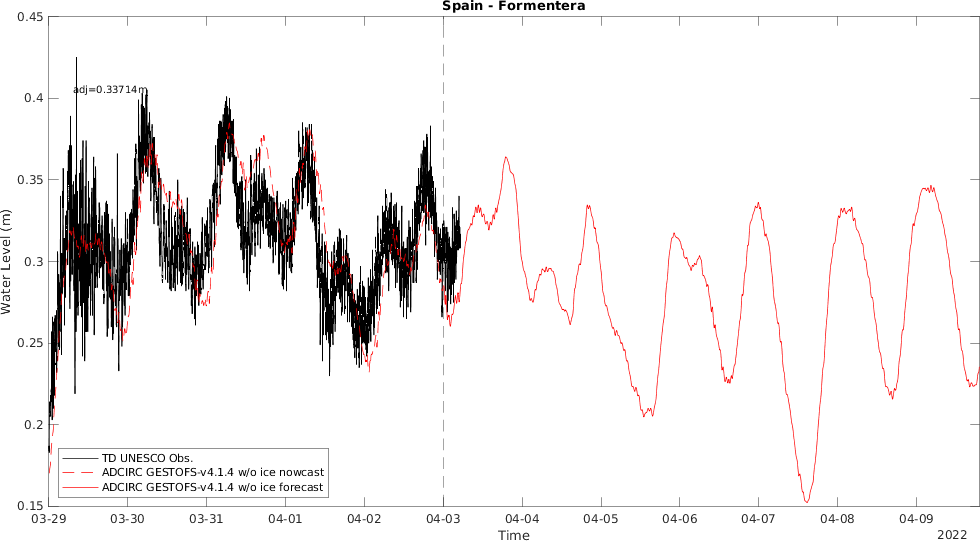 Spain - Formentera
0.45
0.4
0.35
0.3
0.25
0.2
0.15
Water Level (m)
adj=0.33714m
TD UNESCO Obs.
ADCIRC GESTOFS-v4.1.4 w/o ice nowcast
ADCIRC GESTOFS-v4.1.4 w/o ice forecast
03-29 03-30 03-31 04-01 04-02 04-03 04-04 04-05 04-06 04-07 04-08 04-09
Time
2022